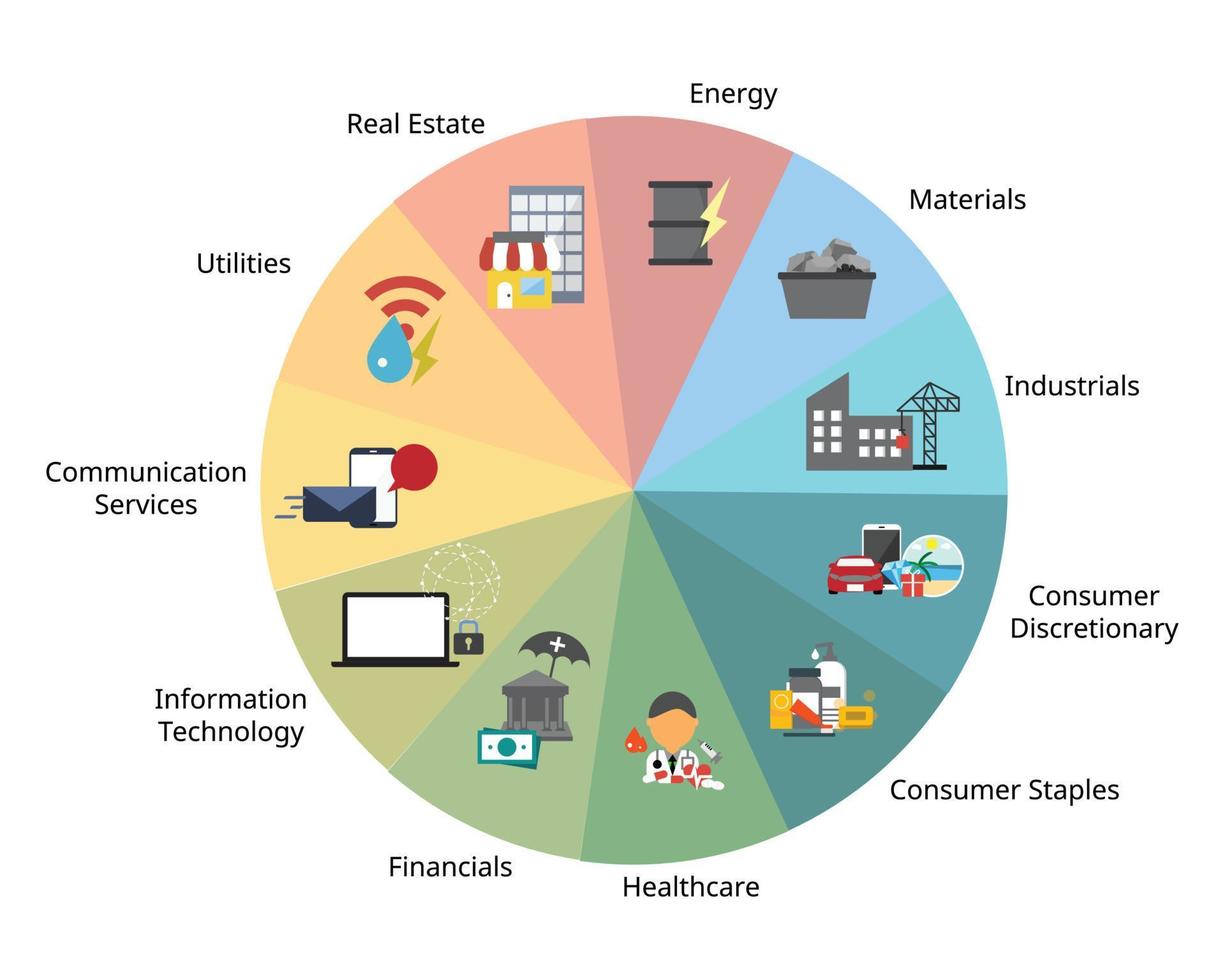 Energy
Real Estate
Materials
Utilities
Industrials
Communication
Services
Consumer
Discretionary
Information
Technology
Consumer Staples
Financials
Healthcare